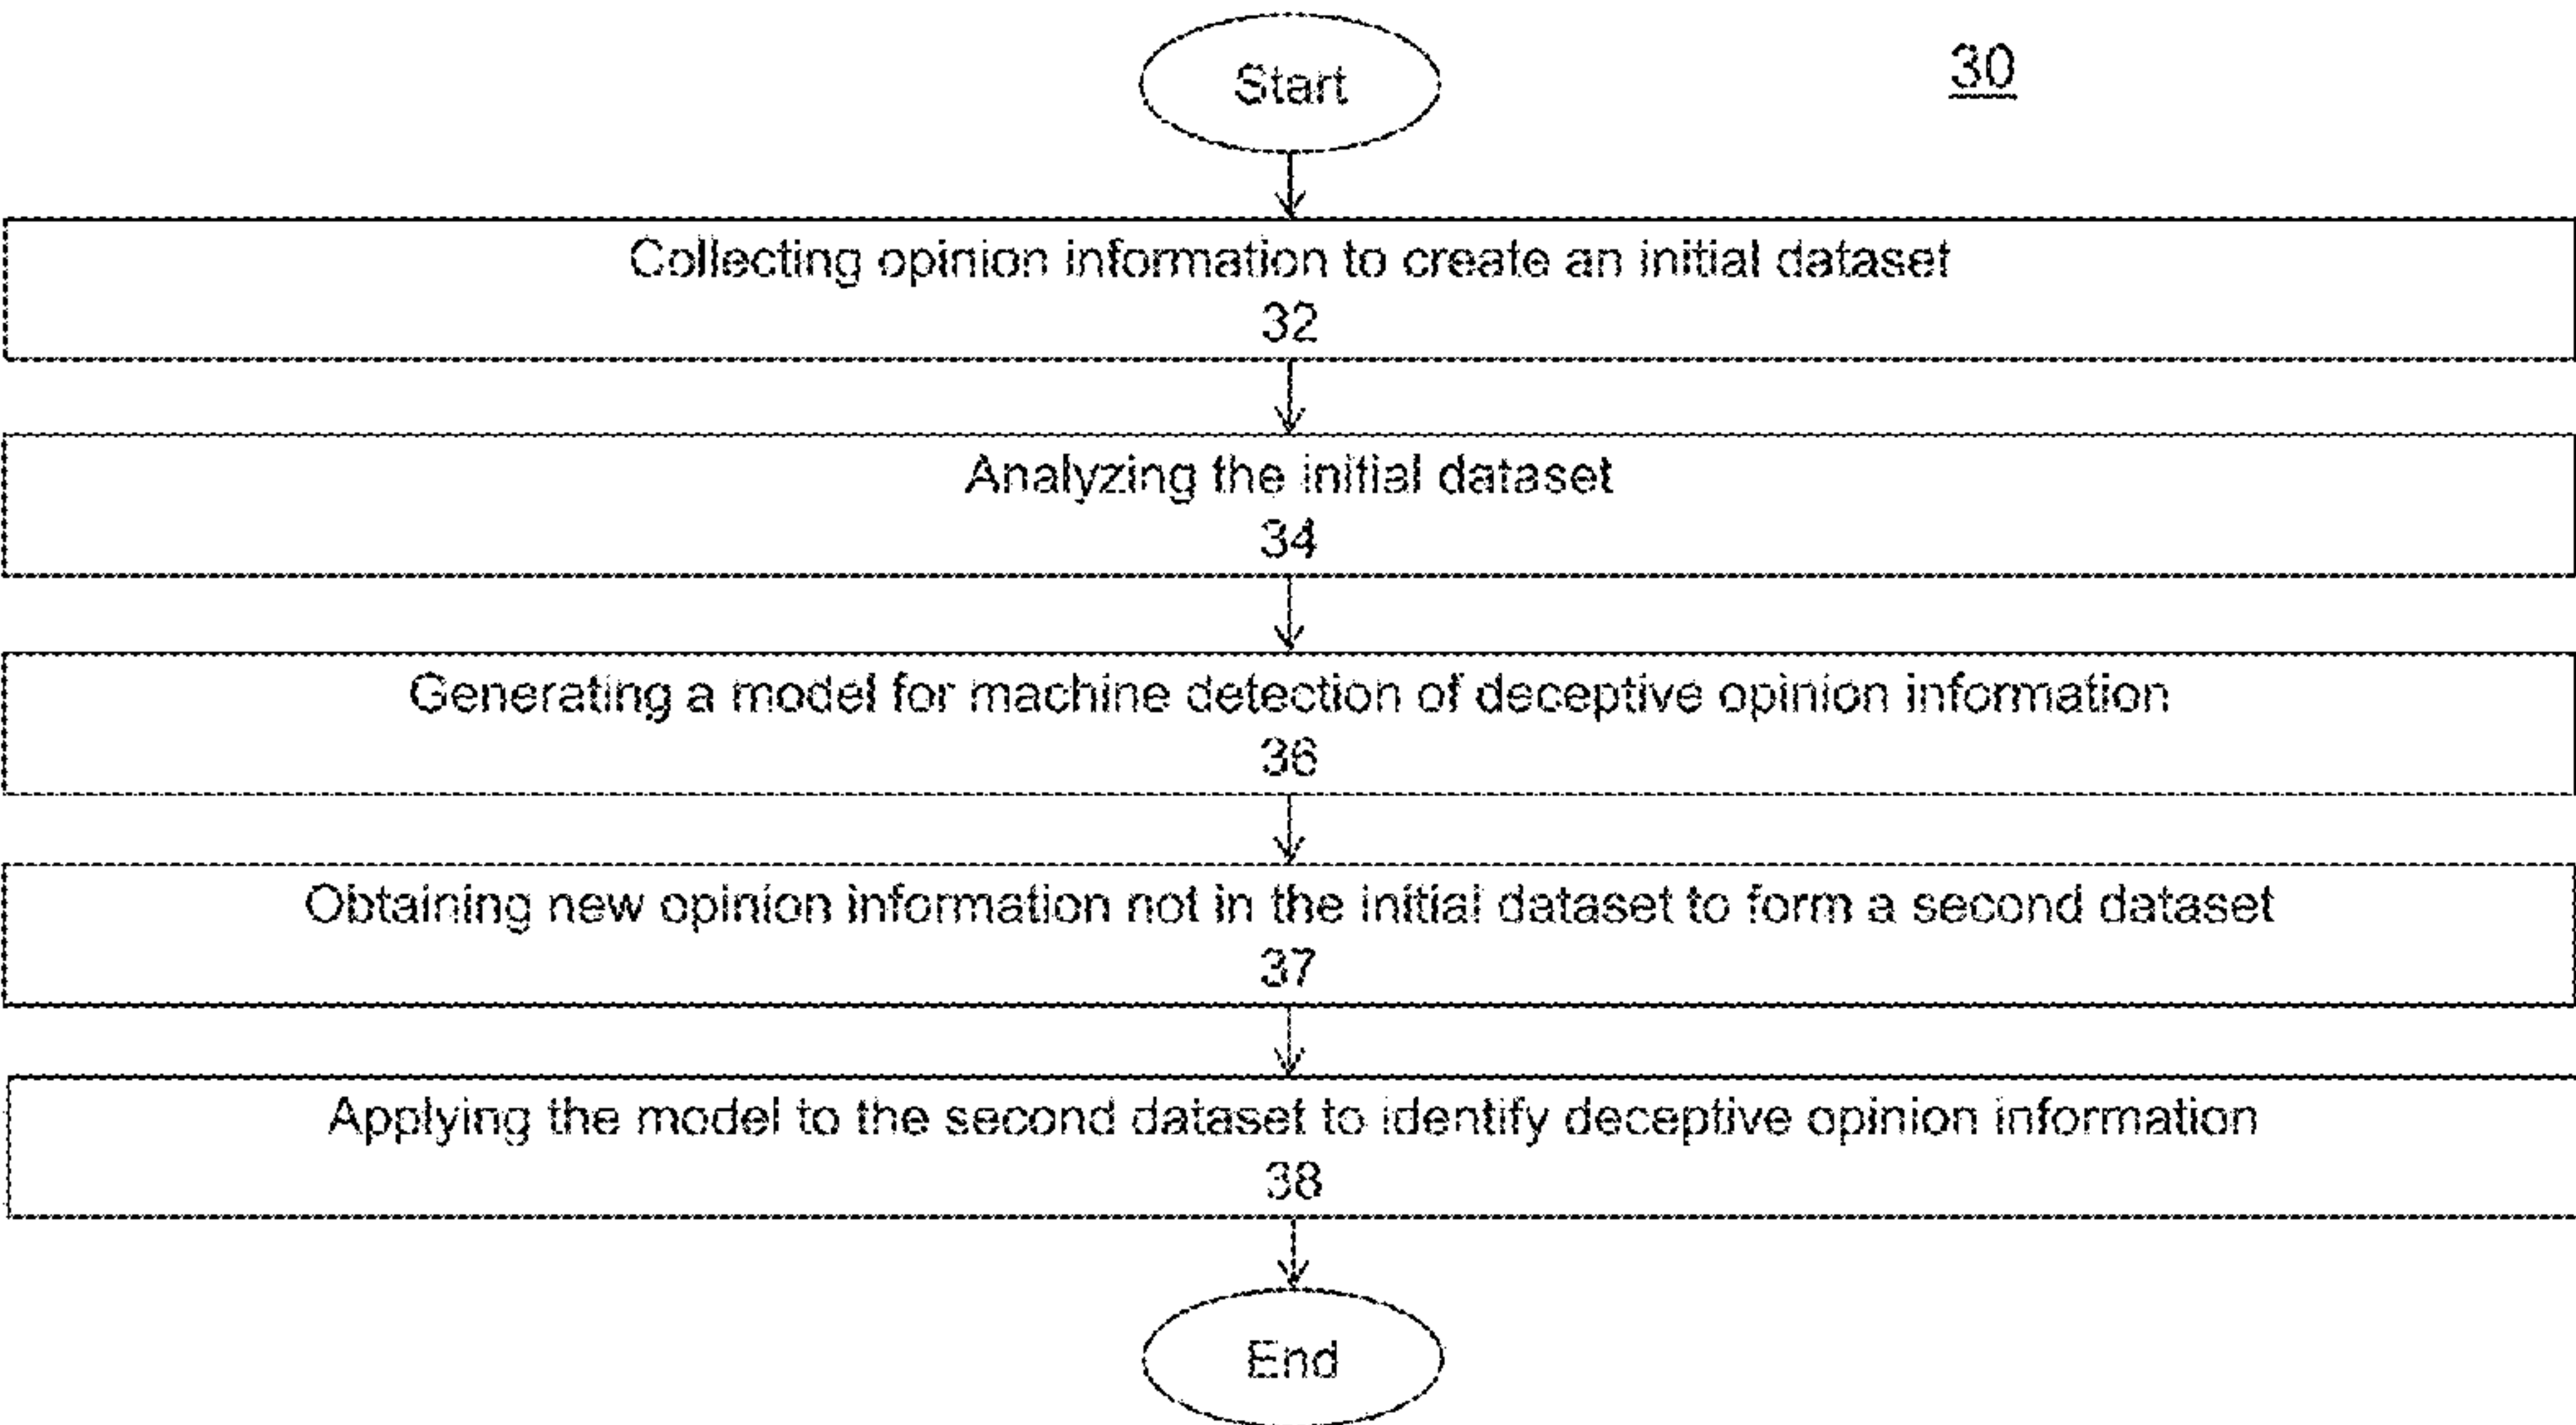 Start
30
Collecting opinion information to create an initial dataset
32
Analyzing the initial dataset
34
Generating a model for machine detection of deceptive opinion information
36
Obtaining new opinion information not in the initial dataset to form a second dataset
37
Applying the model to the second dataset to identify deceptive opinion information
38
End